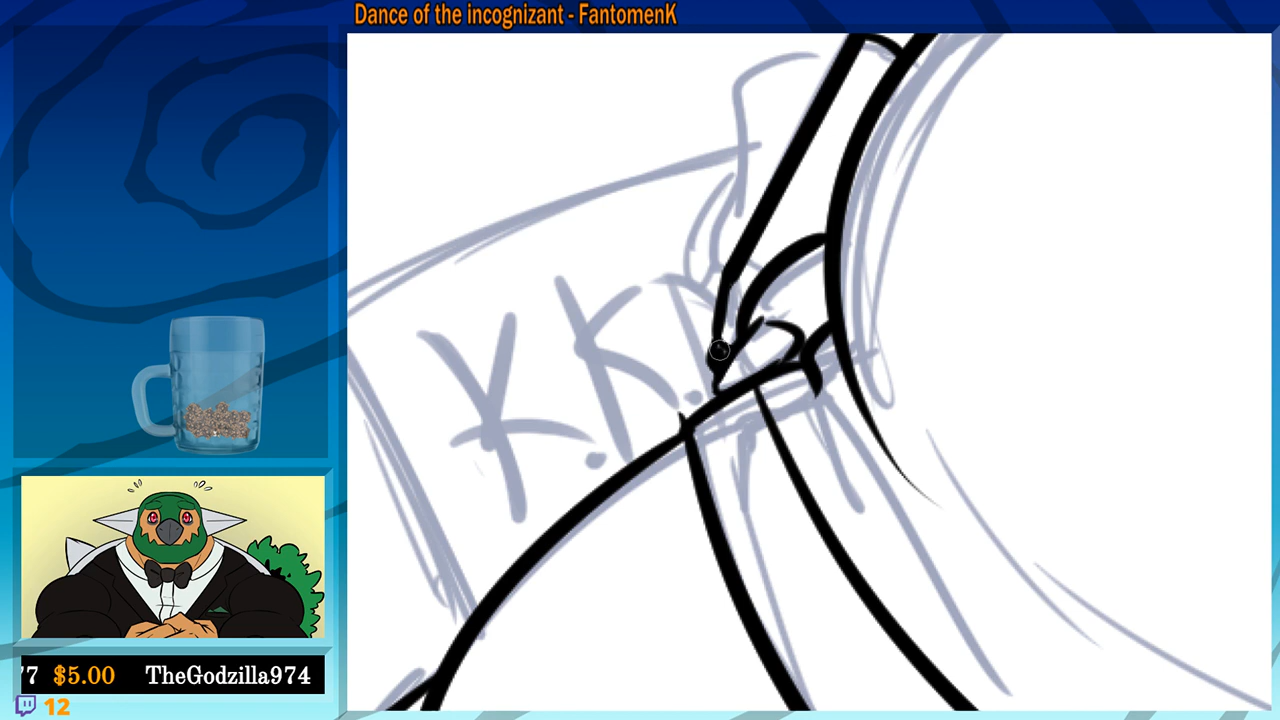 Dance of the incognizant - FantomenK
K.K.
'7 $5.00 TheGodzilla974
12